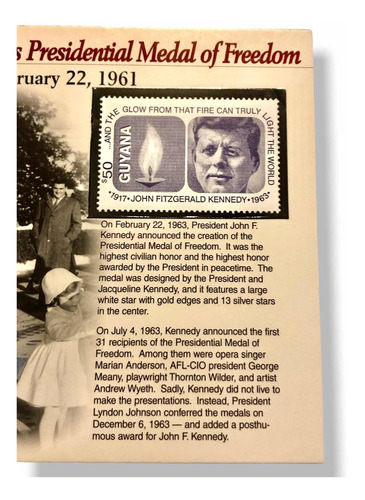 s Presidential Medal of Freedom
ruary 22, 1961
...AND THE GLOW FROM THAT FIRE CAN TRULY LIGHT THE WORLD
$50
GUYANA
•1917•JOHN FITZGERALD KENNEDY•1963•
On February 22, 1963, President John F.
Kennedy announced the creation of the
Presidential Medal of Freedom.  It was the
highest civilian honor and the highest honor
awarded by the President in peacetime.  The
medal was designed by the President and
Jacqueline Kennedy, and it features a large
white star with gold edges and 13 silver stars
in the center.
On July 4, 1963, Kennedy announced the first
31 recipients of the Presidential Medal of
Freedom.  Among them were opera singer
Marian Anderson, AFL-CIO president George
Meany, playwright Thornton Wilder, and artist
Andrew Wyeth.  Sadly, Kennedy did not live to
make the presentations.  Instead, President
Lyndon Johnson conferred the medals on
December 6, 1963 — and added a posthu-
mous award for John F. Kennedy.